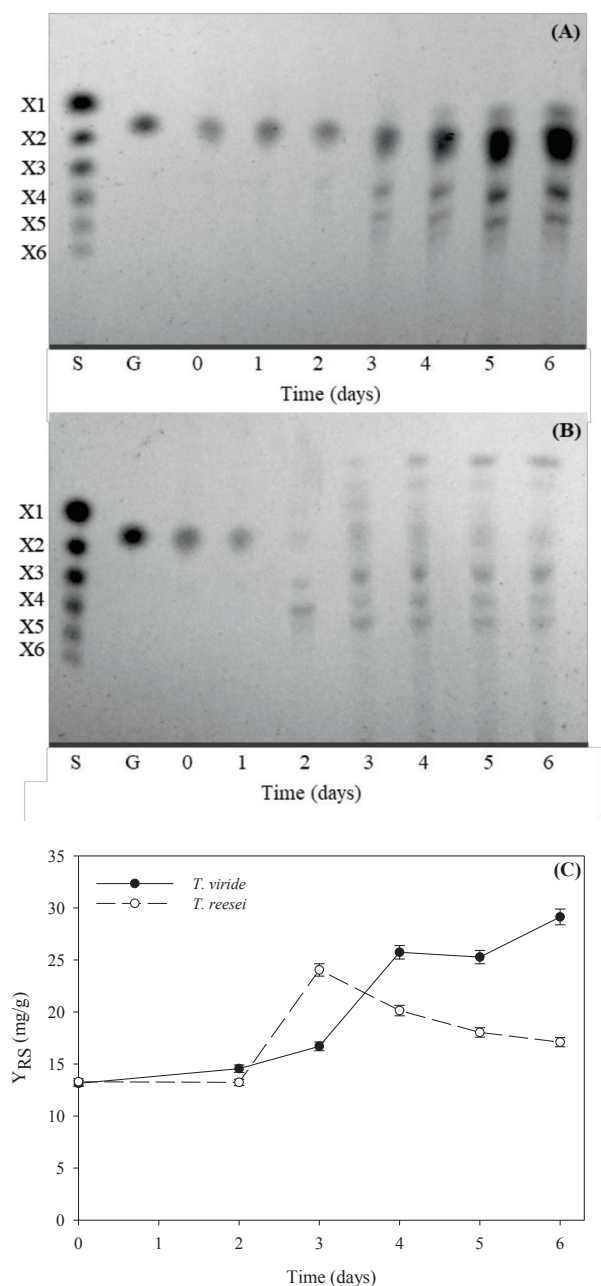 (A)
X1
X2
X3
X4
X5
X6
S G 0 1 2 3 4 5 6
Time (days)
(B)
X1
X2
X3
X4
X5
X6
S G 0 1 2 3 4 5 6
Time (days)
(C)
35
T. viride
30
T. reesei
25
20
15
10
5
0
Y RS (mg/g)
0 1 2 3 4 5 6
Time (days)